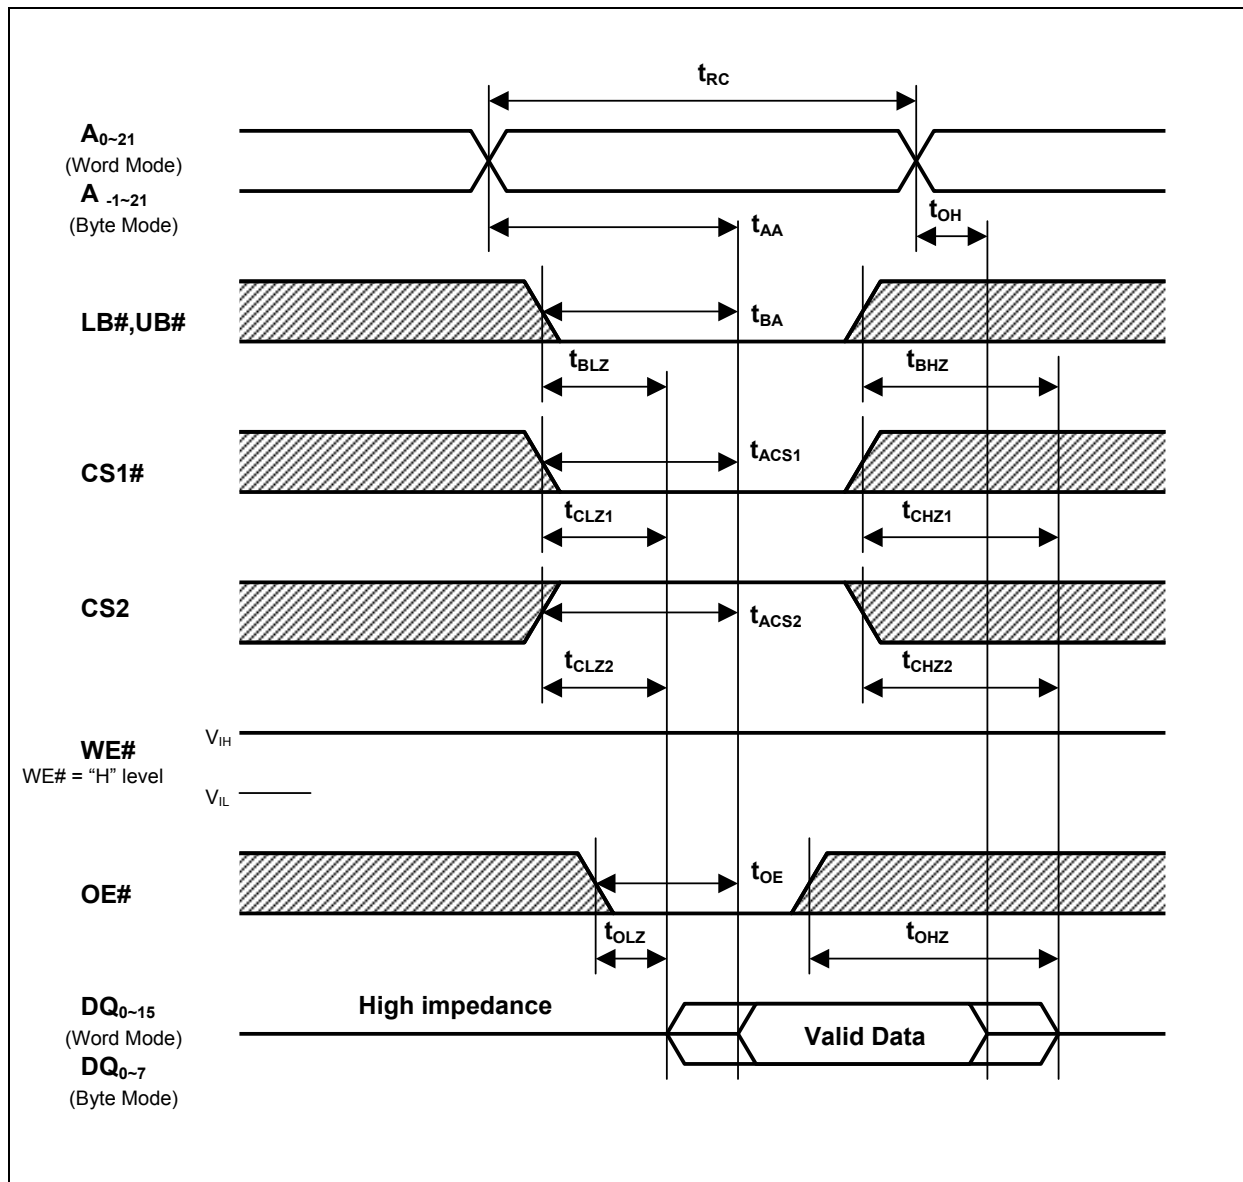 tRC
A0~21
(Word Mode)
A -1~21
(Byte Mode)
tOH
tAA
LB#,UB#
tBA
tBLZ
tBHZ
CS1#
tACS1
tCLZ1
tCHZ1
CS2
tACS2
tCLZ2
tCHZ2
WE#
VIH
WE# = “H” level
VIL
OE#
tOE
tOLZ
tOHZ
DQ0~15
High impedance
(Word Mode)
Valid Data
DQ0~7
(Byte Mode)